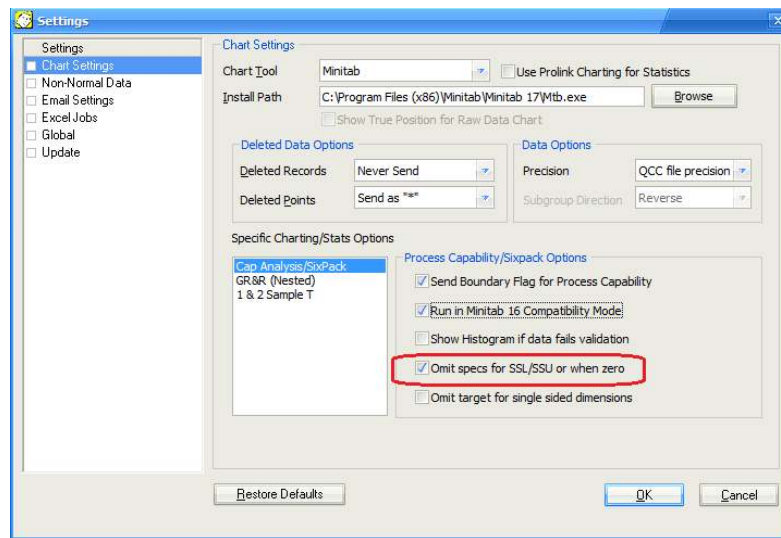 Settings
Settings
Chart Settings
Non-Normal Data
Email Settings
Excel Jobs
Global
Update
Chart Settings
Chart Tool Minitab Use Prolink Charting for Statistics
Install Path C:\Program Files (x86)\Minitab\Minitab 17\Mtb.exe Browse
Show True Position for Raw Data Chart
Deleted Data Options
Deleted Records Never Send
Deleted Points Send as "*"
Data Options
Precision QCC file precision
Subgroup Direction Reverse
Specific Charting/Stats Options
Cap Analysis/SixPack
GR&R (Nested)
1 & 2 Sample T
Process Capability/Sixpack Options
Send Boundary Flag for Process Capability
Run in Minitab 16 Compatibility Mode
Show Histogram if data fails validation
Omit specs for SSL/SSU or when zero
Omit target for single sided dimensions
Restore Defaults OK Cancel